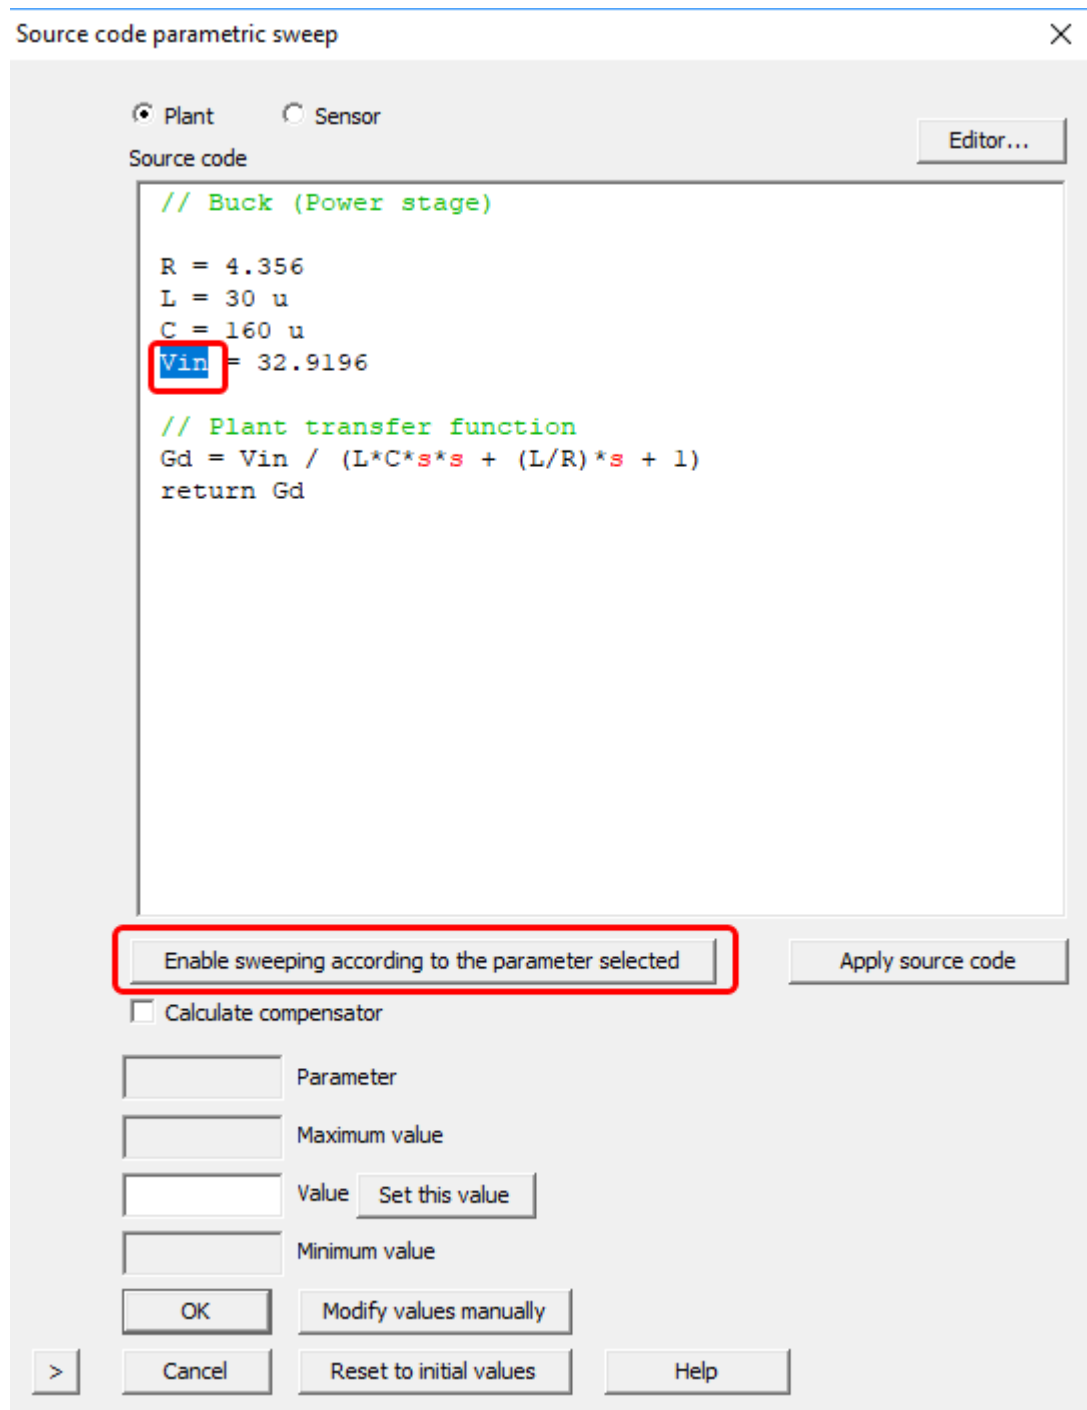 Source code parametric sweep
Plant
Sensor
Editor...
Source code
// Buck (Power stage)
R = 4.356
L = 30 u
C = 160 u
Vin = 32.9196
// Plant transfer function
Gd = Vin / (L*C*s*s + (L/R)*s + 1)
return Gd
Enable sweeping according to the parameter selected
Apply source code
Calculate compensator
Parameter
Maximum value
Value
Set this value
Minimum value
OK
Modify values manually
>
Cancel
Reset to initial values
Help